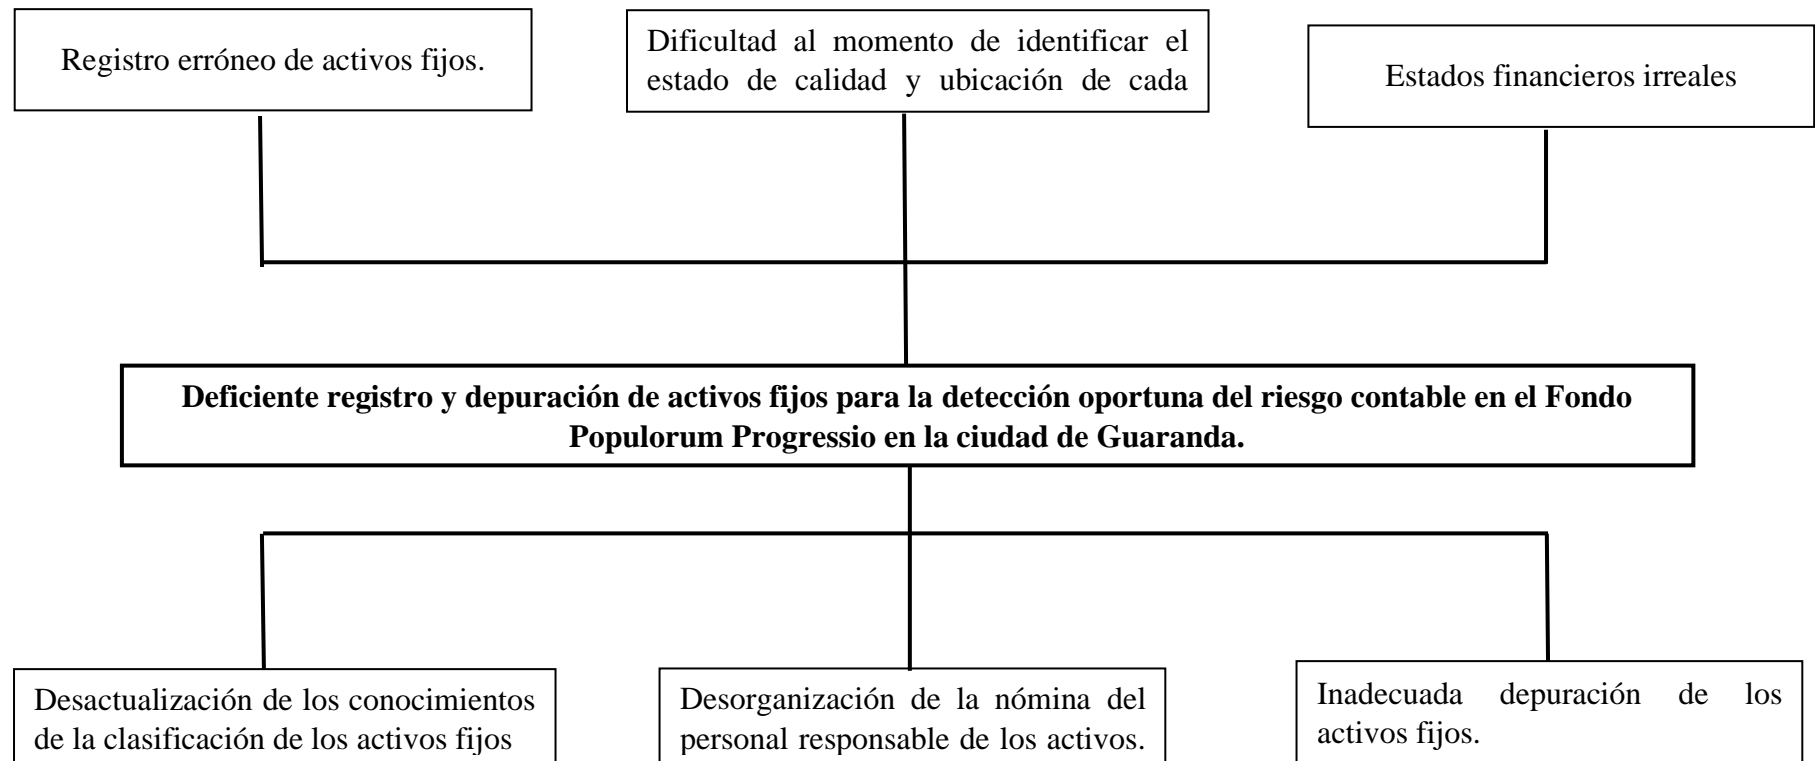 Registro erróneo de activos fijos.
Dificultad al momento de identificar el
estado de calidad y ubicación de cada
Estados financieros irreales
Deficiente registro y depuración de activos fijos para la detección oportuna del riesgo contable en el Fondo
Populorum Progressio en la ciudad de Guaranda.
Desactualización de los conocimientos
de la clasificación de los activos fijos
Desorganización de la nómina del
personal responsable de los activos.
Inadecuada depuración de los
activos fijos.